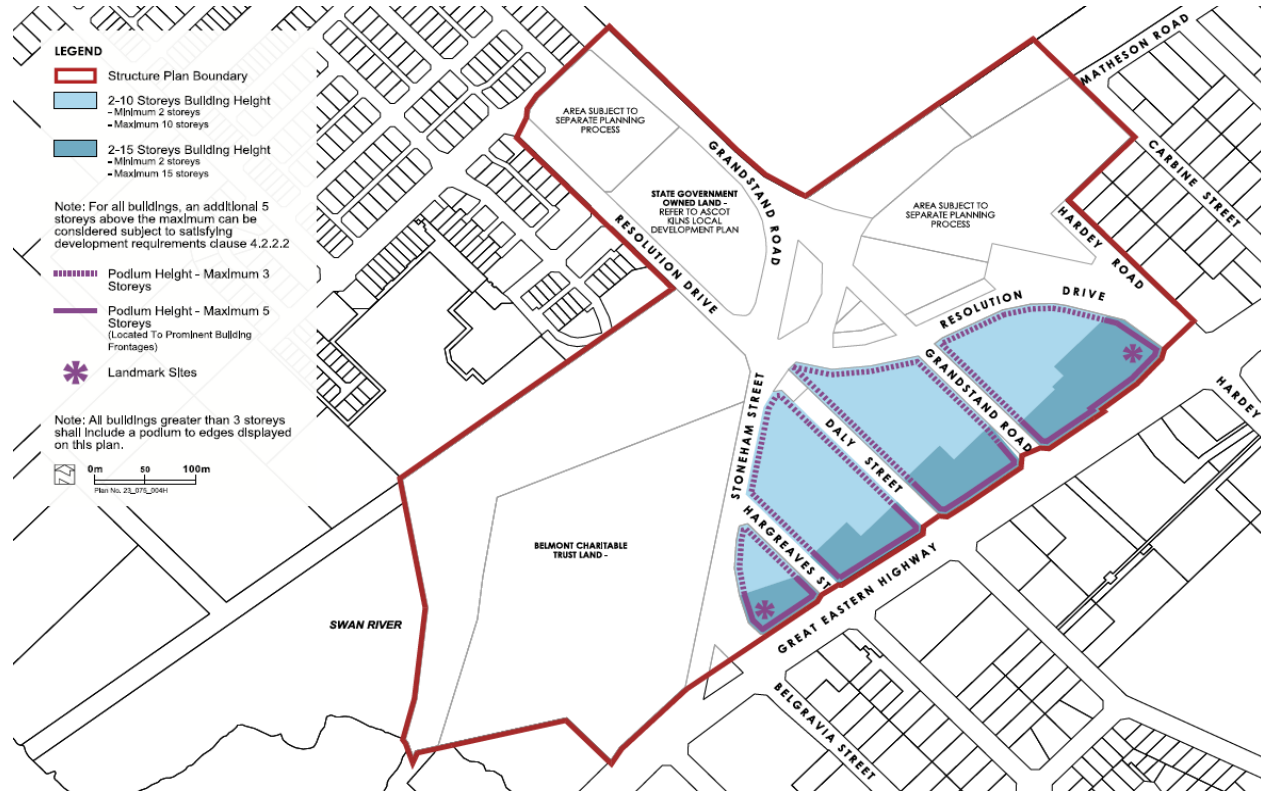 LEGEND
Structure Plan Boundary
2-10 Storeys Building Height
- Minimum 2 storeys
- Maximum 10 storeys
2-15 Storeys Building Height
- Minimum 2 storeys
- Maximum 15 storeys
Note: For all buildings, an additional 5
storeys above the maximum can be
considered subject to satisfying
development requirements clause 4.2.2.2
Podium Height - Maximum 3
Storeys
Podium Height - Maximum 5
Storeys
(Located To Prominent Building
Frontages)
Landmark Sites
Note: All buildings greater than 3 storeys
shall include a podium to edges displayed
on this plan.
0m 50 100m
Plan No. 23_075_004H
AREA SUBJECT TO
SEPARATE PLANNING
PROCESS
GRANDSTAND ROAD
STATE GOVERNMENT
OWNED LAND -
REFER TO ASCOT
KILNS LOCAL
DEVELOPMENT PLAN
RESOLUTION DRIVE
MATHESON ROAD
CARBINE STREET
AREA SUBJECT TO
SEPARATE PLANNING
PROCESS
HARDEY ROAD
RESOLUTION DRIVE
GRANDSTAND ROAD
HARDEY
STONEHAM STREET
DALY STREET
HARGREAVES ST
BELMONT CHARITABLE
TRUST LAND -
GREAT EASTERN HIGHWAY
SWAN RIVER
BELGRAVIA STREET